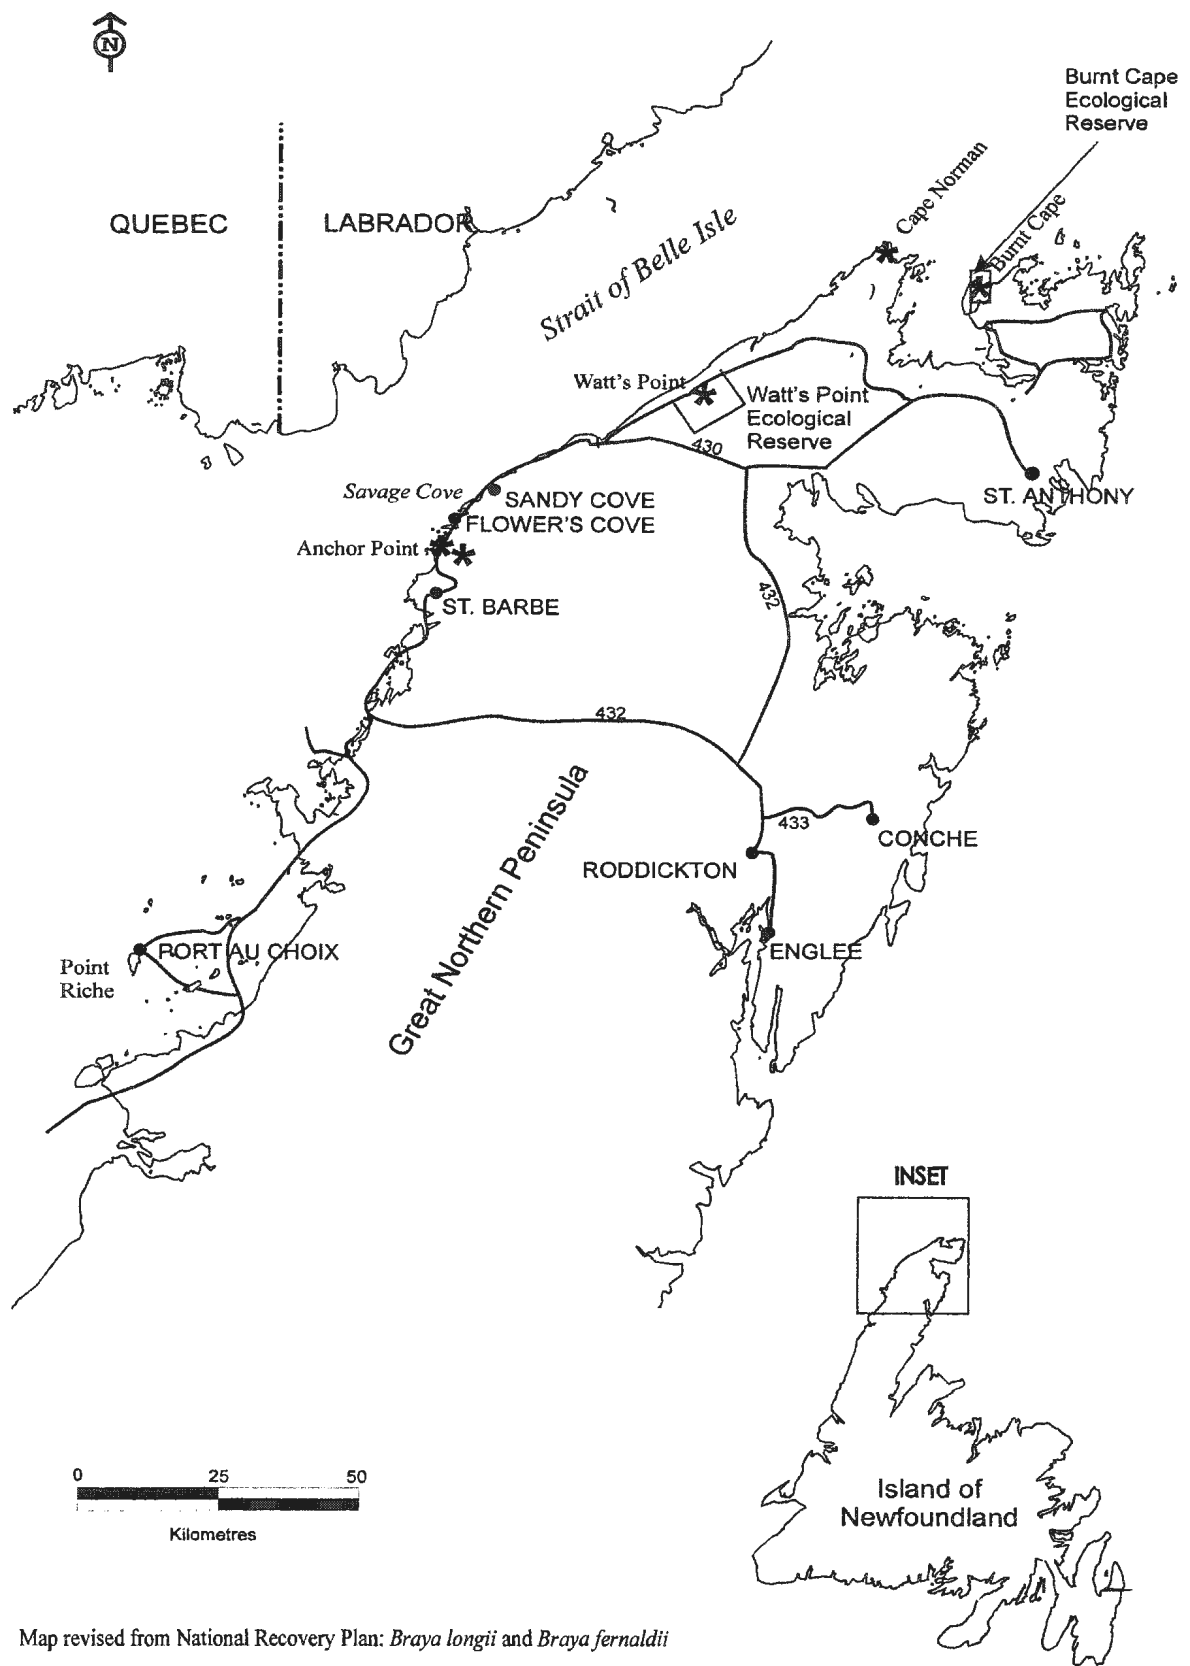 N
Burnt Cape
Ecological
Reserve
Cape Norman
Burnt Cape
QUEBEC
LABRADOR
Strait of Belle Isle
Watt's Point
Watt's Point
Ecological
Reserve
430
Savage Cove
SANDY COVE
ST. ANTHONY
FLOWER'S COVE
Anchor Point
432
ST. BARBE
432
Great Northern Peninsula
433
CONCHE
RODDICKTON
PORT AU CHOIX
ENGLEE
Point
Riche
INSET
0 25 50
Kilometres
Island of
Newfoundland
Map revised from National Recovery Plan: Braya longii and Braya fernaldii